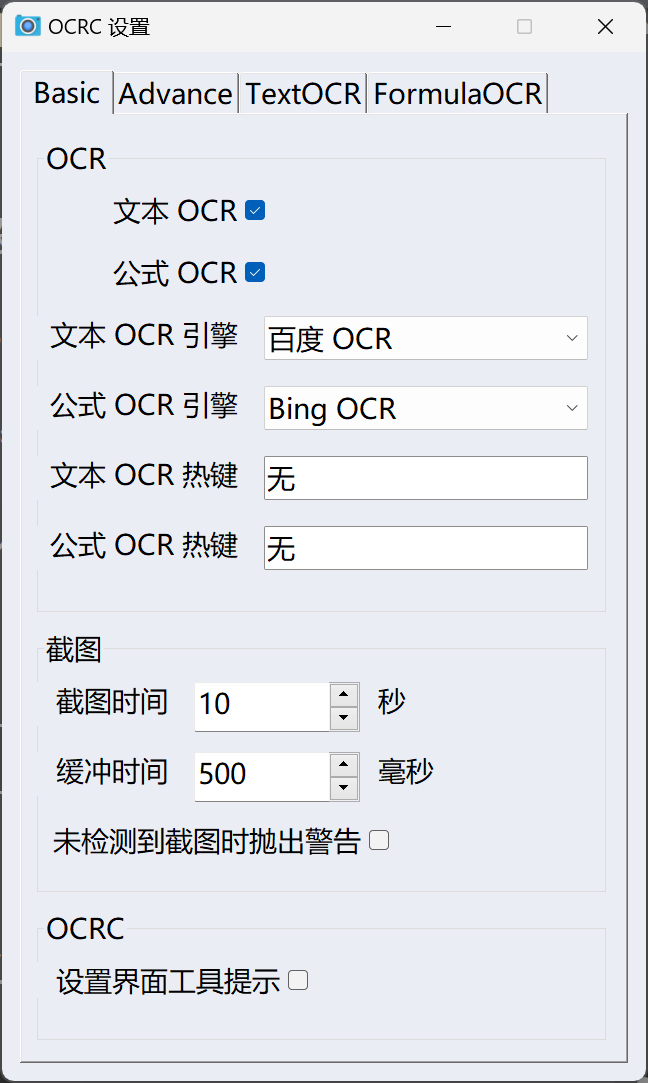 OCRC 设置
Basic Advance TextOCR FormulaOCR
OCR
文本 OCR
公式 OCR
文本 OCR 引擎 百度 OCR
公式 OCR 引擎 Bing OCR
文本 OCR 热键 无
公式 OCR 热键 无
截图
截图时间 10 秒
缓冲时间 500 毫秒
未检测到截图时抛出警告
OCRC
设置界面工具提示